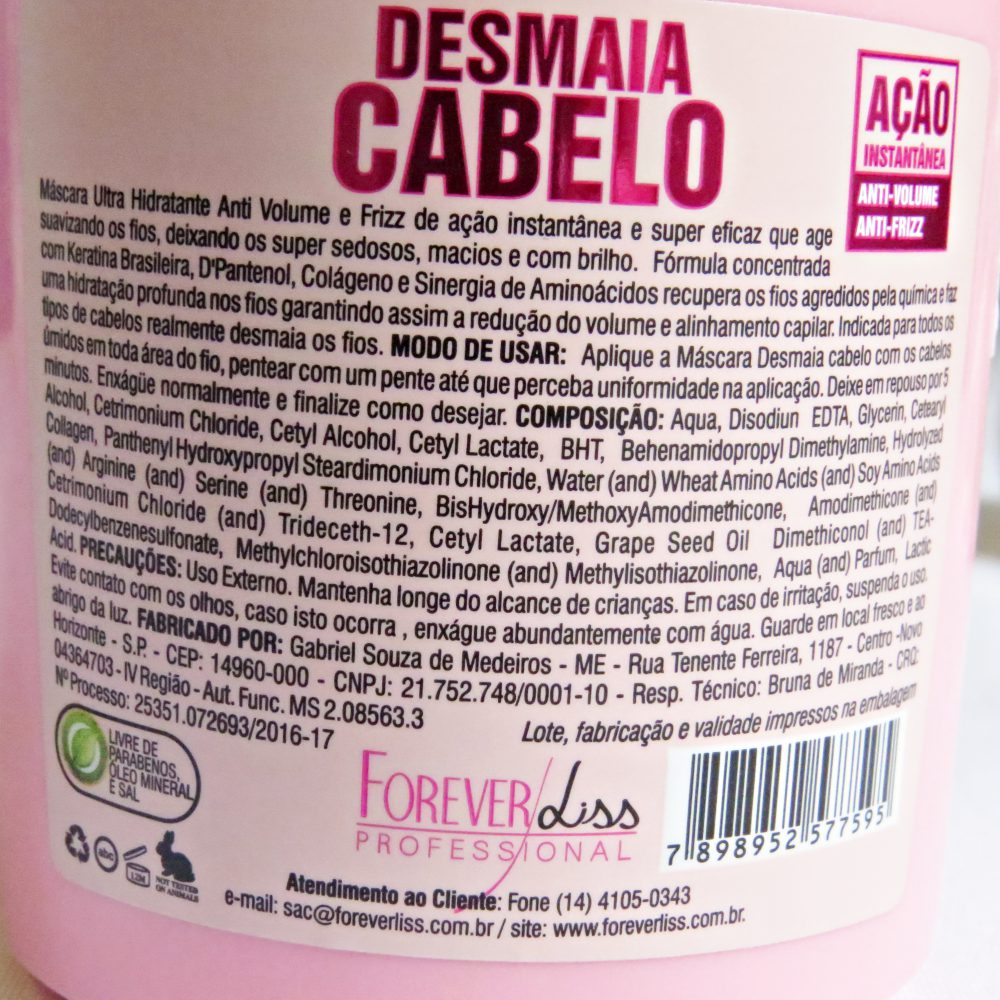 DESMAIA
CABELO
AÇÃO
INSTANTÂNEA
ANTI-VOLUME
ANTI-FRIZZ
Máscara Ultra Hidratante Anti Volume e Frizz de ação instantânea e super eficaz que age
suavizando os fios, deixando os super sedosos, macios e com brilho. Fórmula concentrada
com Keratina Brasileira, D'Pantenol, Colágeno e Sinergia de Aminoácidos recupera os fios agredidos pela química e faz
uma hidratação profunda nos fios garantindo assim a redução do volume e alinhamento capilar. Indicada para todos os
tipos de cabelos realmente desmaia os fios. MODO DE USAR: Aplique a Máscara Desmaia cabelo com os cabelos
úmidos em toda área do fio, pentear com um pente até que perceba uniformidade na aplicação. Deixe em repouso por 5
minutos. Enxágüe normalmente e finalize como desejar. COMPOSIÇÃO: Aqua, Disodiun EDTA, Glycerin, Cetearyl
Alcohol, Cetrimonium Chloride, Cetyl Alcohol, Cetyl Lactate, BHT, Behenamidopropyl Dimethylamine, Hydrolyzed
Collagen, Panthenyl Hydroxypropyl Steardimonium Chloride, Water (and) Wheat Amino Acids (and) Soy Amino Acids
(and) Arginine (and) Serine (and) Threonine, BisHydroxy/MethoxyAmodimethicone, Amodimethicone (and)
Cetrimonium Chloride (and) Trideceth-12, Cetyl Lactate, Grape Seed Oil Dimethiconol (and) TEA-
Dodecylbenzenesulfonate, Methylchloroisothiazolinone (and) Methylisothiazolinone, Aqua (and) Parfum, Lactic
Acid. PRECAUÇÕES: Uso Externo. Mantenha longe do alcance de crianças. Em caso de irritação, suspenda o uso.
Evite contato com os olhos, caso isto ocorra , enxágue abundantemente com água. Guarde em local fresco e ao
abrigo da luz. FABRICADO POR: Gabriel Souza de Medeiros - ME - Rua Tenente Ferreira, 1187 - Centro -Novo
Horizonte - S.P. - CEP: 14960-000 - CNPJ: 21.752.748/0001-10 - Resp. Técnico: Bruna de Miranda - CRQ:
04364703 - IV Região - Aut. Func. MS 2.08563.3
Nº Processo: 25351.072693/2016-17
Lote, fabricação e validade impressos na embalagem
LIVRE DE
PARABENOS,
ÓLEO MINERAL
E SAL
FOREVER Liss
PROFESSIONAL
7 898952 577595
abc
12M
NOT TESTED
ON ANIMALS
Atendimento ao Cliente: Fone (14) 4105-0343
e-mail: sac@foreverliss.com.br / site: www.foreverliss.com.br.